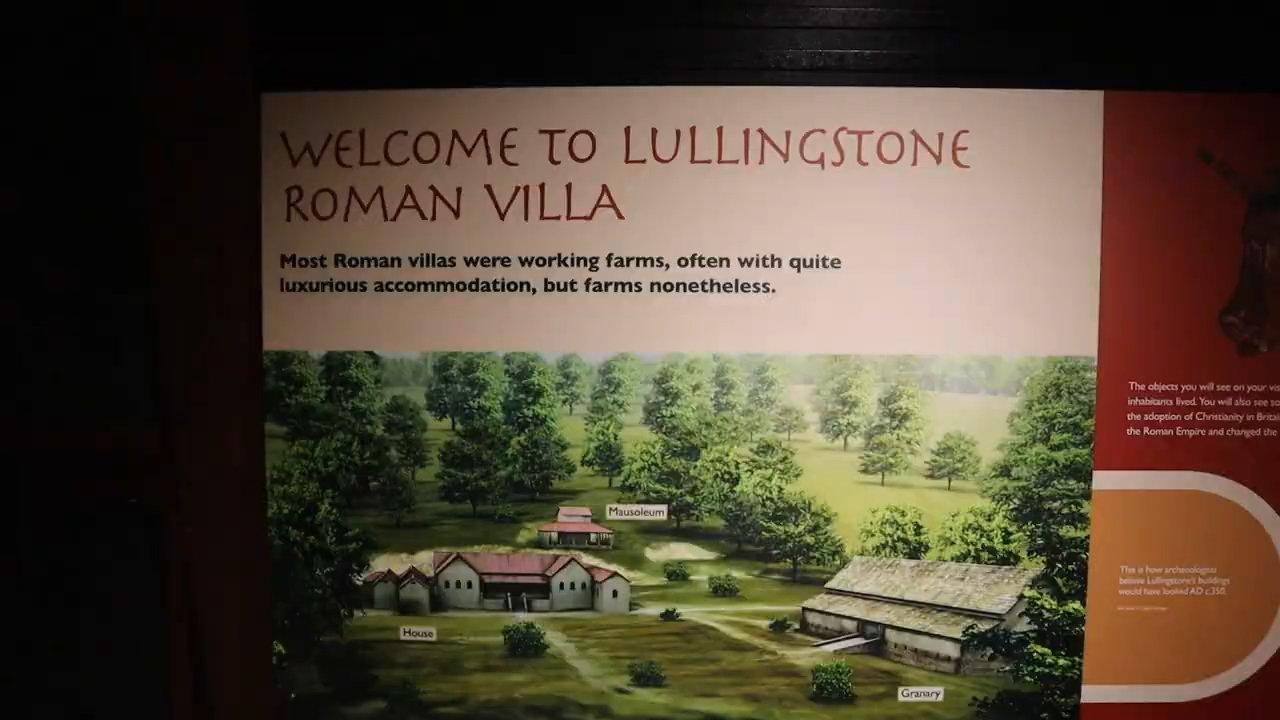 WELCOME TO LULLINGSTONE
ROMAN VILLA
Most Roman villas were working farms, often with quite
luxurious accommodation, but farms nonetheless.
Mausoleum
House
Granary
The objects you will see on your
inhabitants lived. You will also see
the adoption of Christianity in
the Roman Empire and changed the
This is how archaeologists
believe Lullingstone's buildings
would have looked AD c.350.